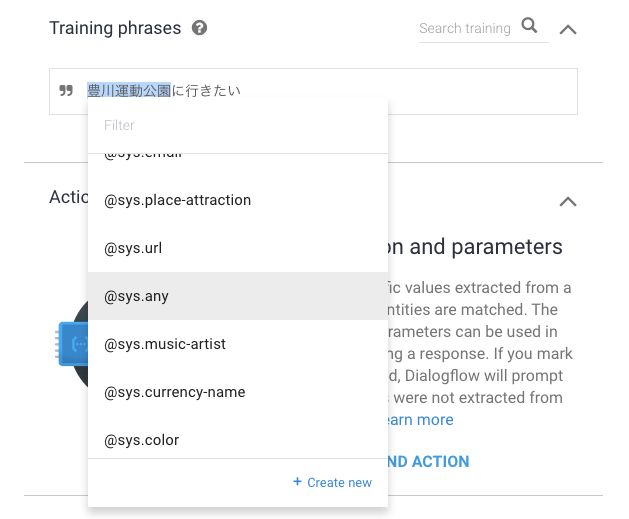 Training phrases
Search training
豊川運動公園に行きたい
Filter
@sys.email
@sys.place-attraction
@sys.url
@sys.any
@sys.music-artist
@sys.currency-name
@sys.color
+ Create new
Actio
on and parameters
fic values extracted from a
ntities are matched. The
rameters can be used in
ng a response. If you mark
d, Dialogflow will prompt
s were not extracted from
earn more
ND ACTION